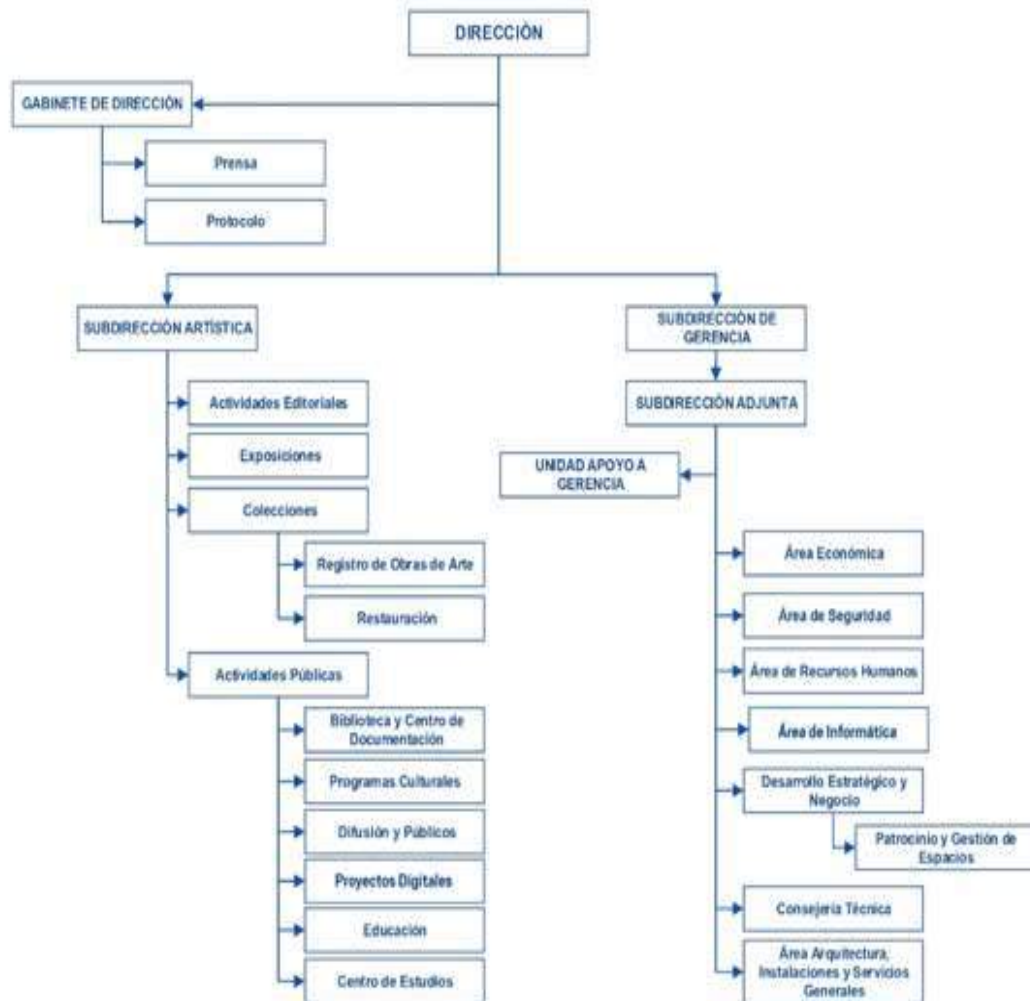 DIRECCIÓN
GABINETE DE DIRECCIÓN
Prensa
Protocolo
SUBDIRECCIÓN ARTÍSTICA
Actividades Editoriales
Exposiciones
Colecciones
Registro de Obras de Arte
Restauración
Actividades Públicas
Biblioteca y Centro de
Documentación
Programas Culturales
Difusión y Públicos
Proyectos Digitales
Educación
Centro de Estudios
SUBDIRECCIÓN DE
GERENCIA
SUBDIRECCIÓN ADJUNTA
UNIDAD APOYO A
GERENCIA
Área Económica
Área de Seguridad
Área de Recursos Humanos
Área de Informática
Desarrollo Estratégico y
Negocio
Patrocinio y Gestión de
Espacios
Consejería Técnica
Área Arquitectura,
Instalaciones y Servicios
Generales